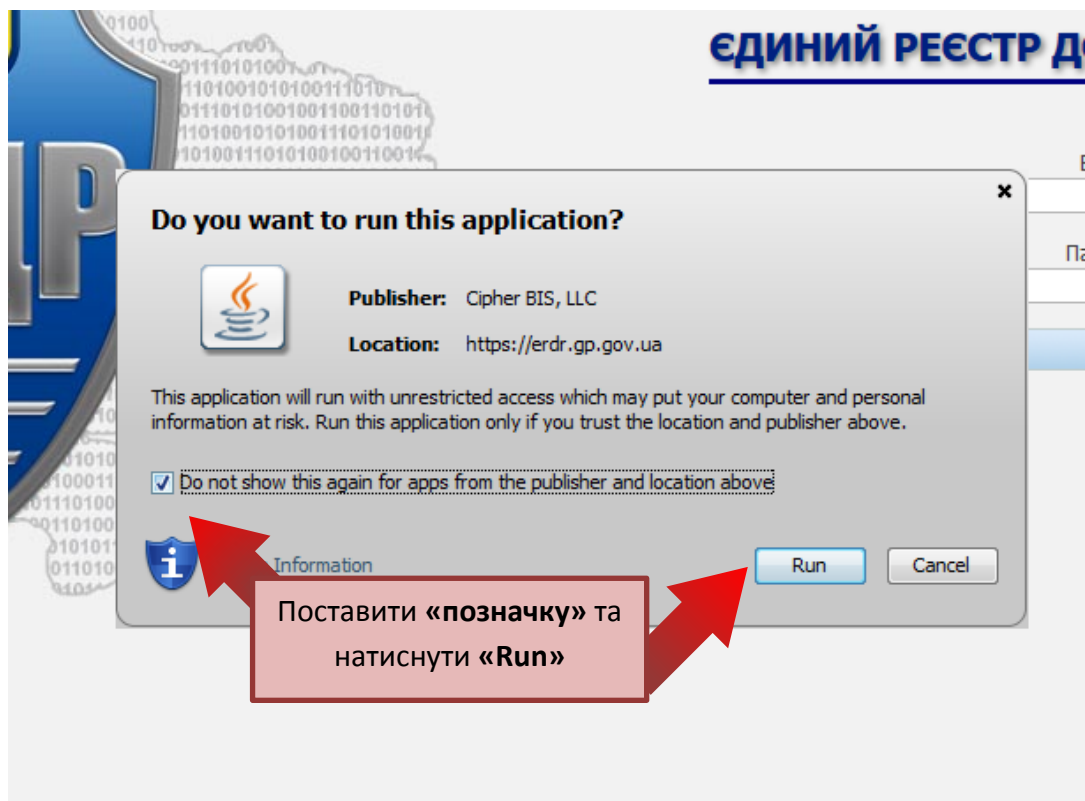 ЄДИНИЙ РЕЄСТР
Do you want to run this application?
Publisher: Cipher BIS, LLC
Location: https://erdr.gp.gov.ua
This application will run with unrestricted access which may put your computer and personal
information at risk. Run this application only if you trust the location and publisher above.
Do not show this again for apps from the publisher and location above
Information
Run
Cancel
Поставити «позначку» та
натиснути «Run»